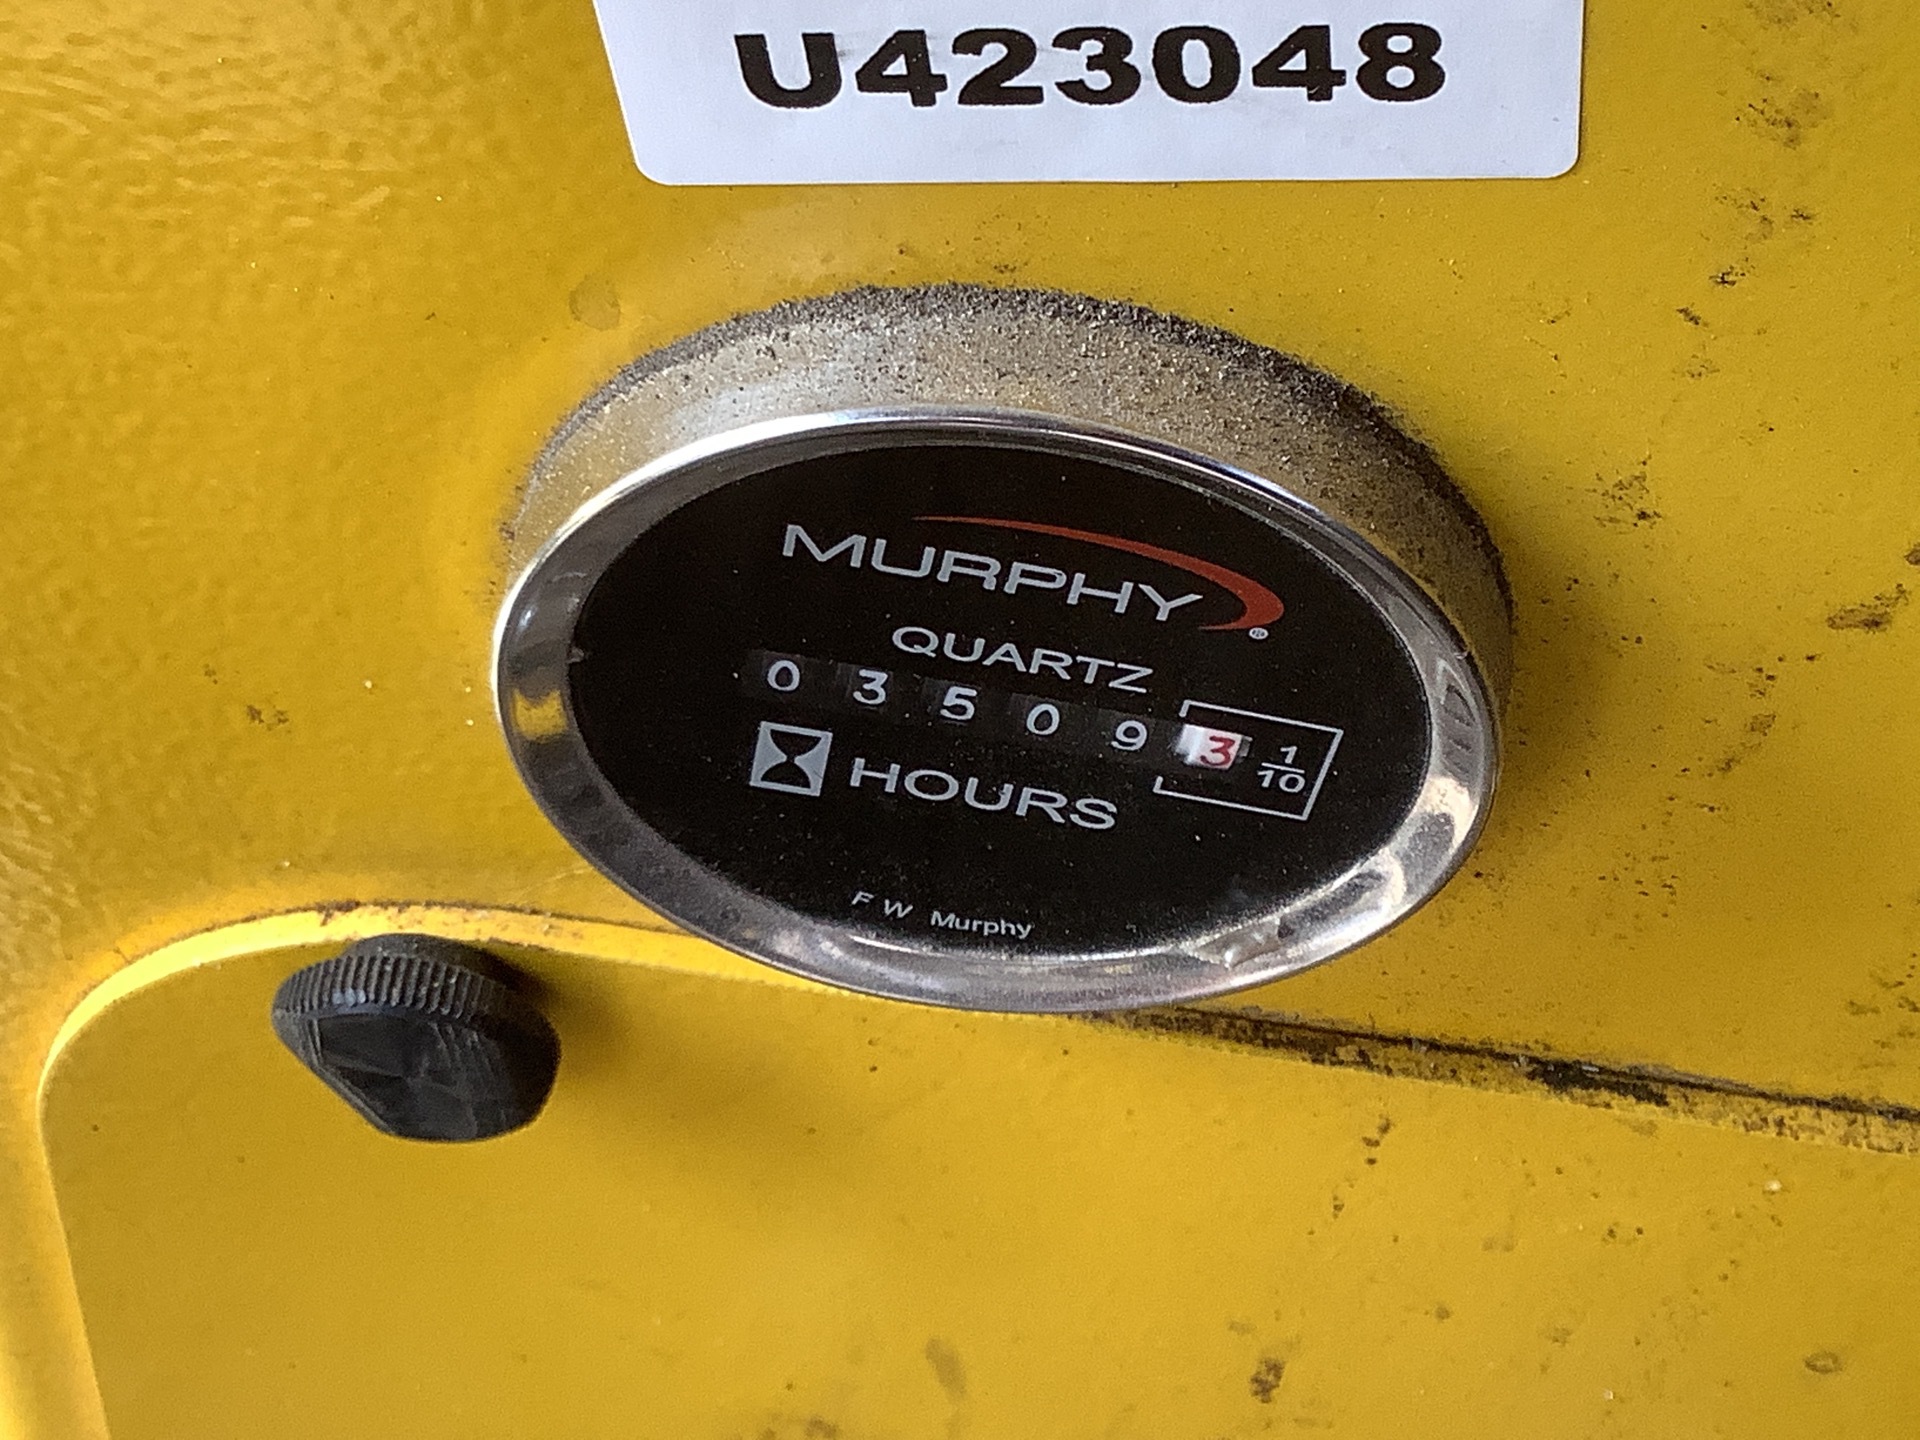 U423048
MURPHY®
QUARTZ
0 3 5 0 9 3 1/10
HOURS
F W Murphy